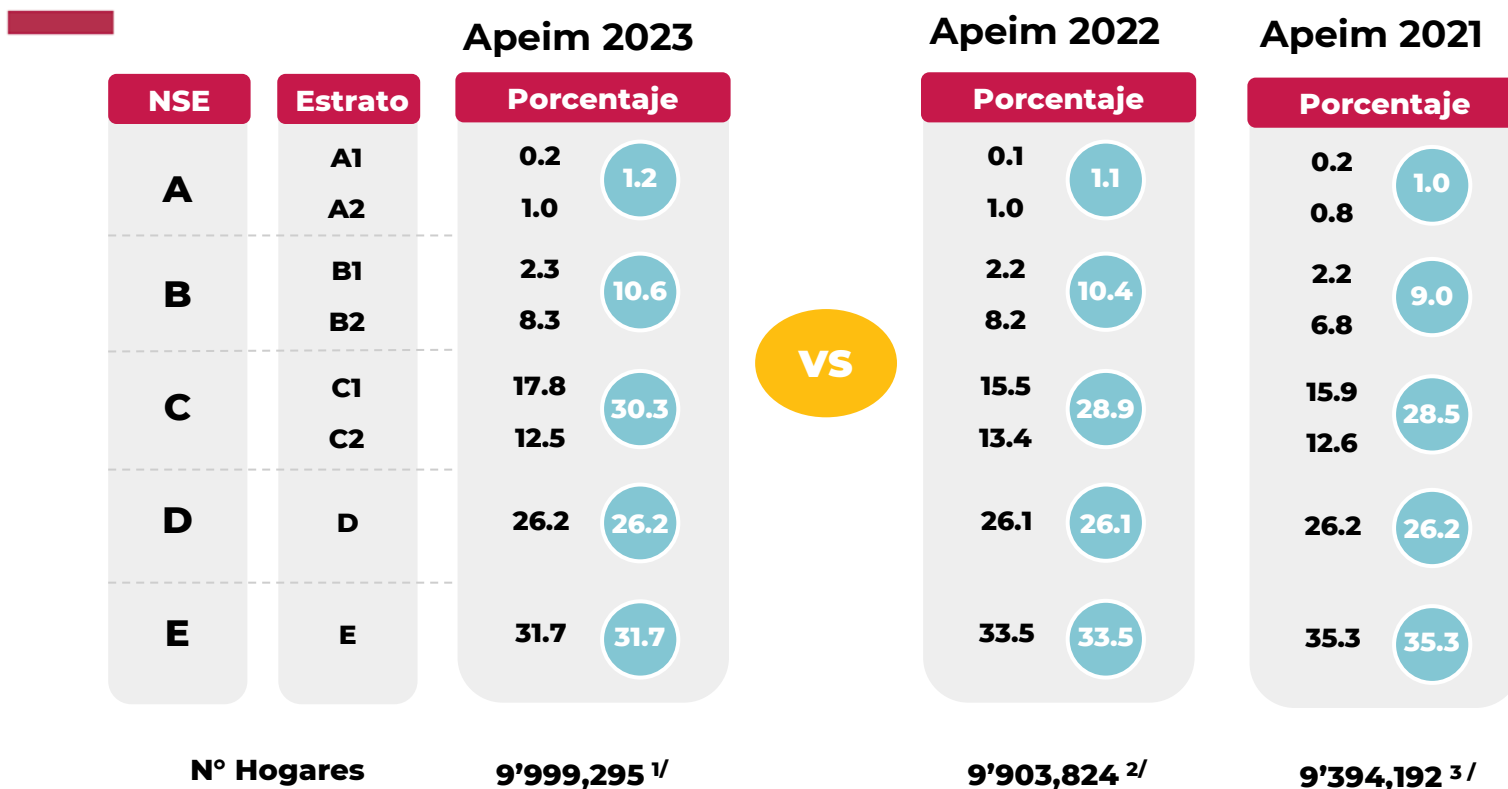 Apeim 2023 Apeim 2022 Apeim 2021
NSE Estrato Porcentaje Porcentaje Porcentaje
A1 0.2 0.1 0.2
A 1.2 1.1 1.0
A2 1.0 1.0 0.8
B1 2.3 2.2 2.2
B 10.6 10.4 9.0
B2 8.3 8.2 6.8
VS
C1 17.8 15.5 15.9
C 30.3 28.9 28.5
C2 12.5 13.4 12.6
D D 26.2 26.2 26.1 26.1 26.2 26.2
E E 31.7 31.7 33.5 33.5 35.3 35.3
N° Hogares 9’999,295 1/ 9’903,824 2/ 9’394,192 3 /